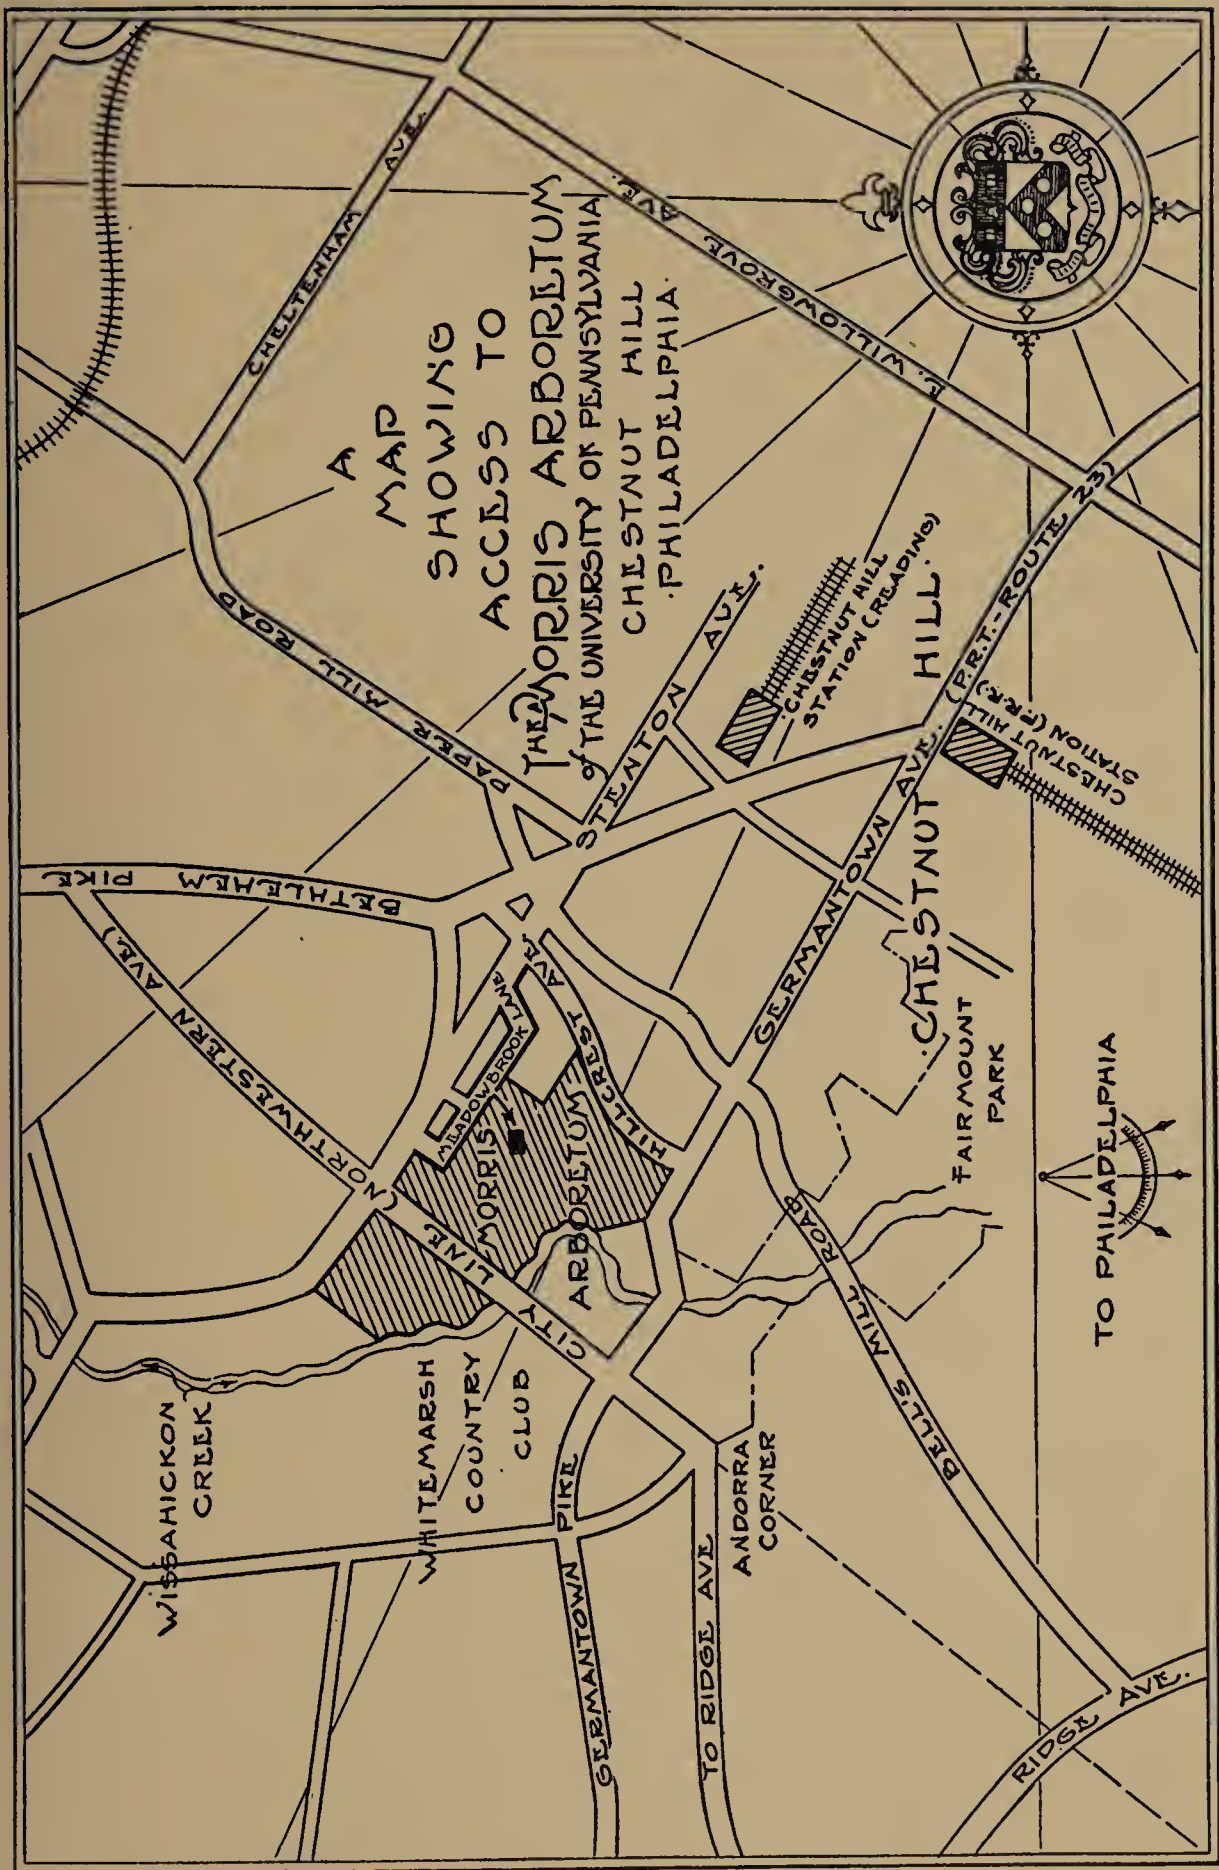 A
MAP
SHOWING
ACCESS TO
THE MORRIS ARBORETUM
of THE UNIVERSITY OF PENNSYLVANIA
CHESTNUT HILL
·PHILADELPHIA·
WISSAHICKON
CREEK
WHITEMARSH
COUNTRY
CLUB
GERMANTOWN PIKE
TO RIDGE AVE
ANDORRA
CORNER
RIDGE AVE.
BELL'S MILL ROAD
CITY LINE
(NORTHWESTERN AVE.)
BETHLEHEM PIKE
MEADOWBROOK LANE
MORRIS
ARBORETUM
HILLCREST AVE
PAPER MILL ROAD
CHELTENHAM AVE.
STENTON AVE.
E. WILLOWGROVE AVE.
GERMANTOWN AVE.
(P.R.T.-ROUTE 23)
·CHESTNUT HILL·
·CHESTNUT HILL
STATION (READING)
CHESTNUT HILL
STATION (P.R.R.)
FAIRMOUNT
PARK
TO PHILADELPHIA